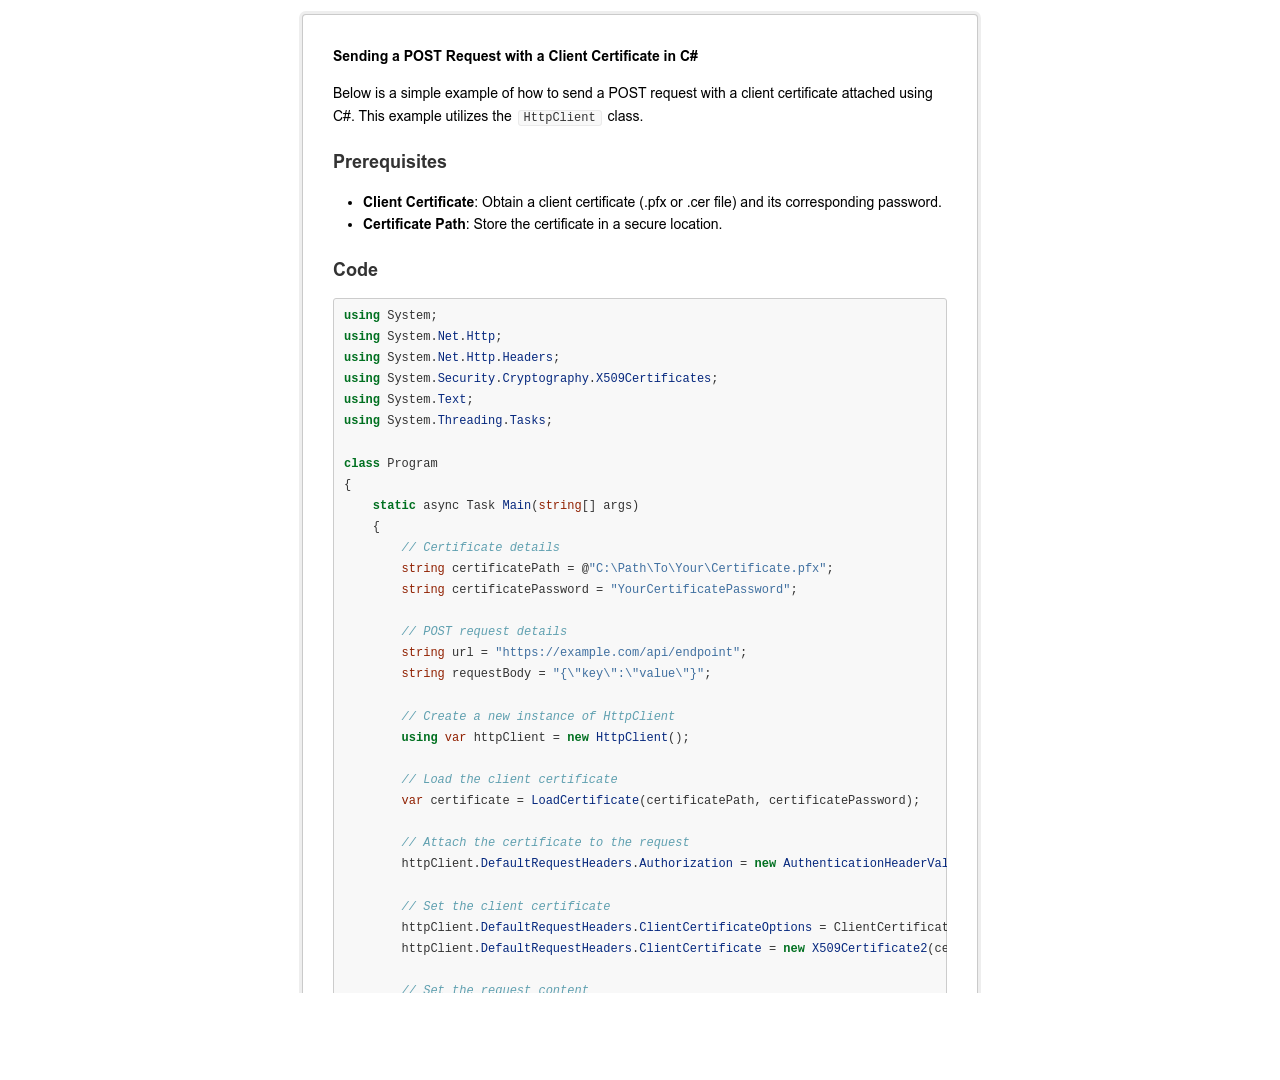 Sending a POST Request with a Client Certificate in C#
Below is a simple example of how to send a POST request with a client certificate attached using
C#. This example utilizes the HttpClient class.
Prerequisites
• Client Certificate: Obtain a client certificate (.pfx or .cer file) and its corresponding password.
• Certificate Path: Store the certificate in a secure location.
Code
using System;
using System.Net.Http;
using System.Net.Http.Headers;
using System.Security.Cryptography.X509Certificates;
using System.Text;
using System.Threading.Tasks;
class Program
{
    static async Task Main(string[] args)
    {
        // Certificate details
        string certificatePath = @"C:\Path\To\Your\Certificate.pfx";
        string certificatePassword = "YourCertificatePassword";
        // POST request details
        string url = "https://example.com/api/endpoint";
        string requestBody = "{\"key\":\"value\"}";
        // Create a new instance of HttpClient
        using var httpClient = new HttpClient();
        // Load the client certificate
        var certificate = LoadCertificate(certificatePath, certificatePassword);
        // Attach the certificate to the request
        httpClient.DefaultRequestHeaders.Authorization = new AuthenticationHeaderVal
        // Set the client certificate
        httpClient.DefaultRequestHeaders.ClientCertificateOptions = ClientCertificat
        httpClient.DefaultRequestHeaders.ClientCertificate = new X509Certificate2(ce
        // Set the request content